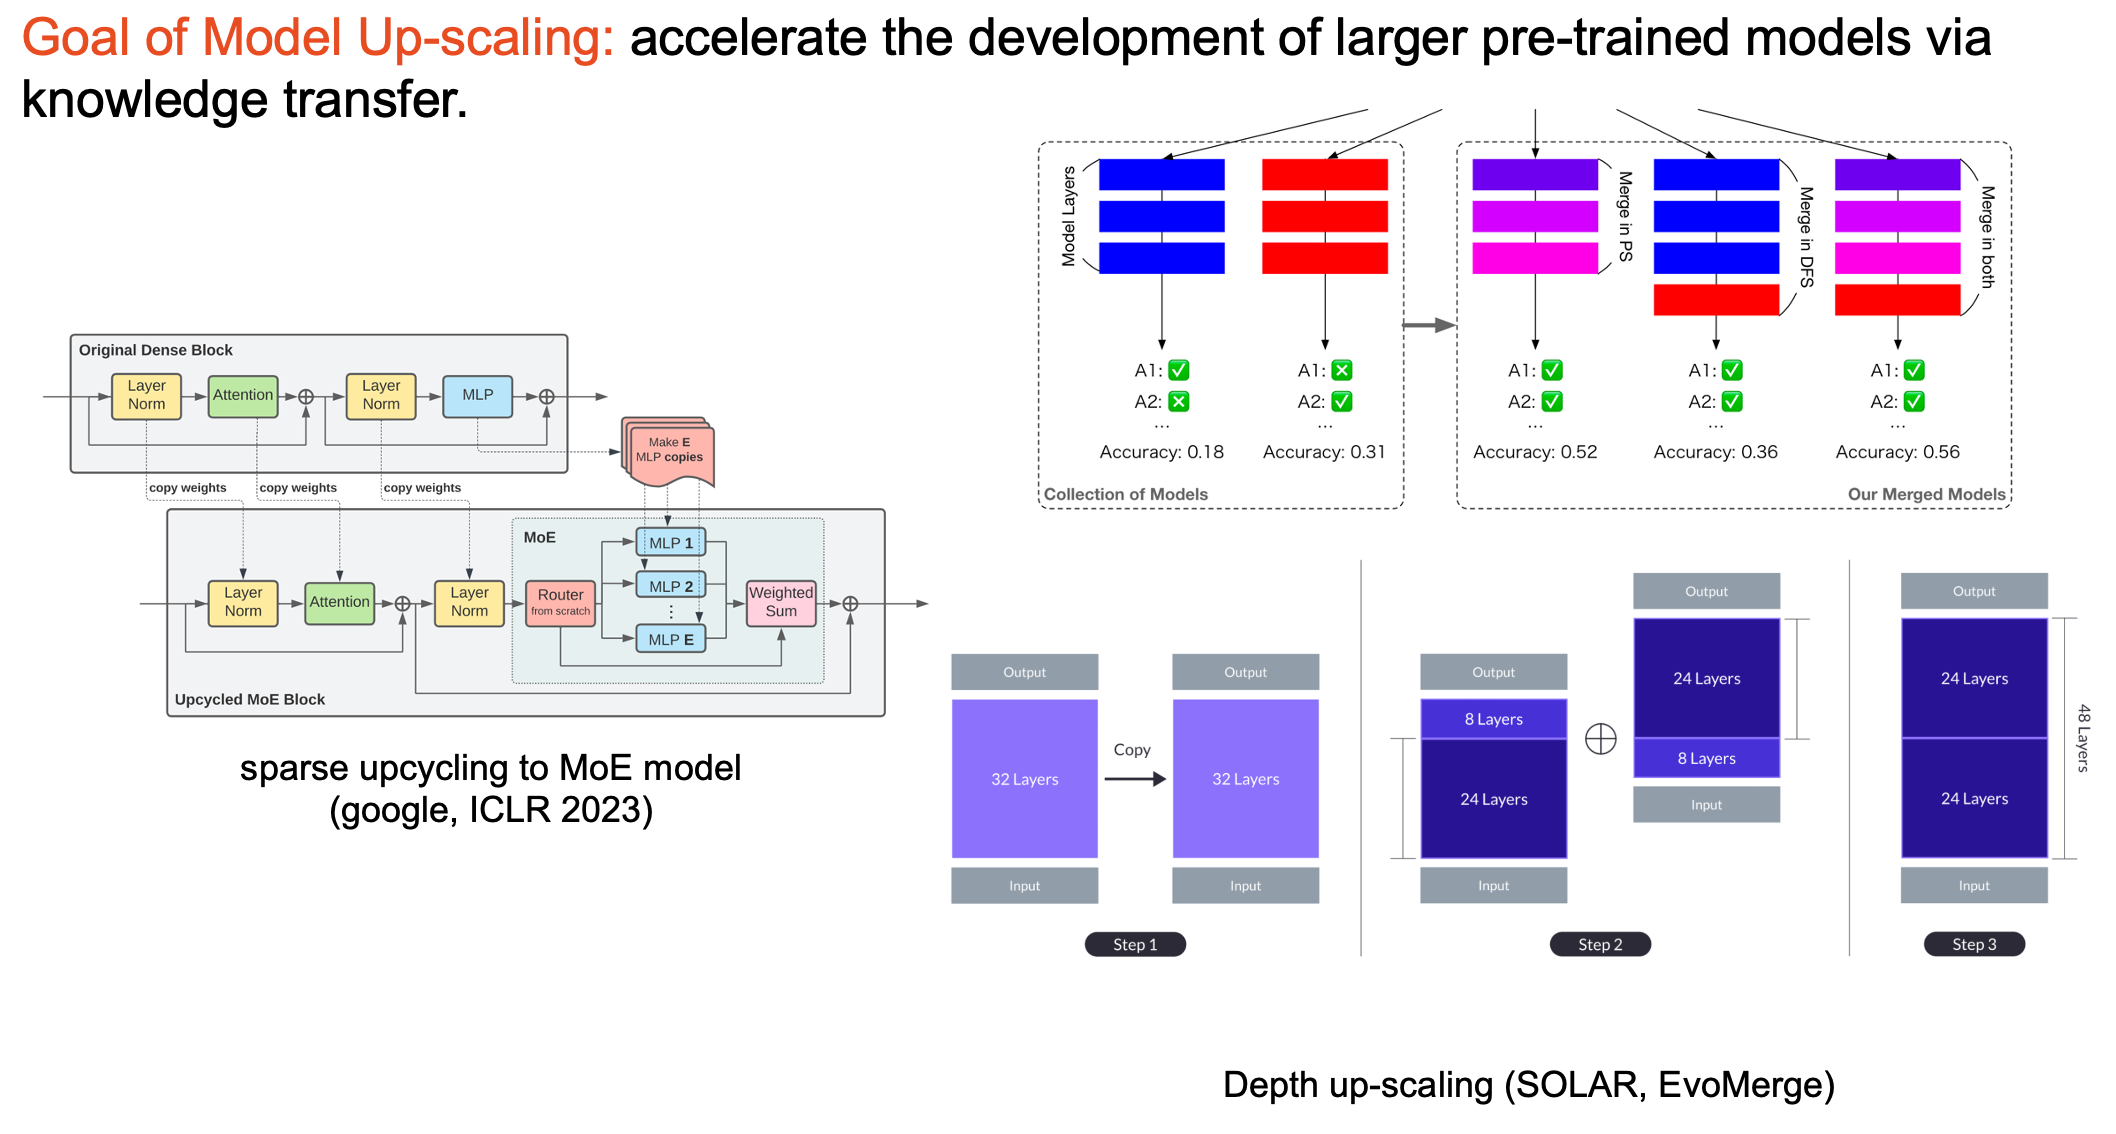 Goal of Model Up-scaling: accelerate the development of larger pre-trained models via
knowledge transfer.
Original Dense Block
Layer
Norm
Attention
Layer
Norm
MLP
Make E
MLP copies
copy weights
copy weights
copy weights
MoE
Layer
Norm
Attention
Layer
Norm
Router
from scratch
MLP 1
MLP 2
⋮
MLP E
Weighted
Sum
Upcycled MoE Block
sparse upcycling to MoE model
(google, ICLR 2023)
Model Layers
A1: ✅
A2: ❎
...
Accuracy: 0.18
A1: ❎
A2: ✅
...
Accuracy: 0.31
Collection of Models
Merge in PS
A1: ✅
A2: ✅
...
Accuracy: 0.52
Merge in DFS
A1: ✅
A2: ✅
...
Accuracy: 0.36
Merge in both
A1: ✅
A2: ✅
...
Accuracy: 0.56
Our Merged Models
Output
32 Layers
Input
Copy
Output
32 Layers
Input
Step 1
Output
8 Layers
24 Layers
Input
Output
24 Layers
8 Layers
Input
Step 2
Output
24 Layers
24 Layers
Input
48 Layers
Step 3
Depth up-scaling (SOLAR, EvoMerge)